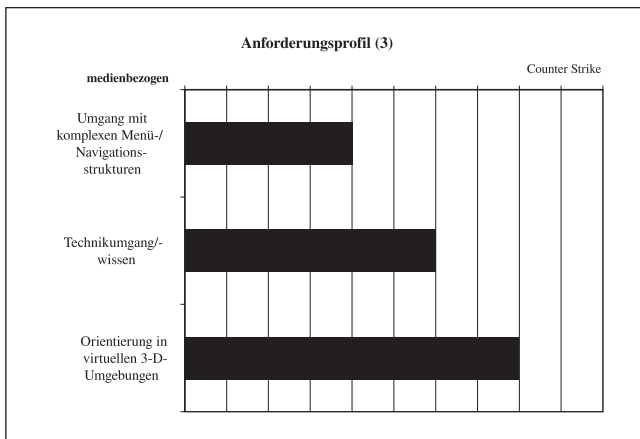 Anforderungsprofil (3)
Counter Strike
medienbezogen
Umgang mit
komplexen Menü-/
Navigations-
strukturen
Technikumgang/-
wissen
Orientierung in
virtuellen 3-D-
Umgebungen